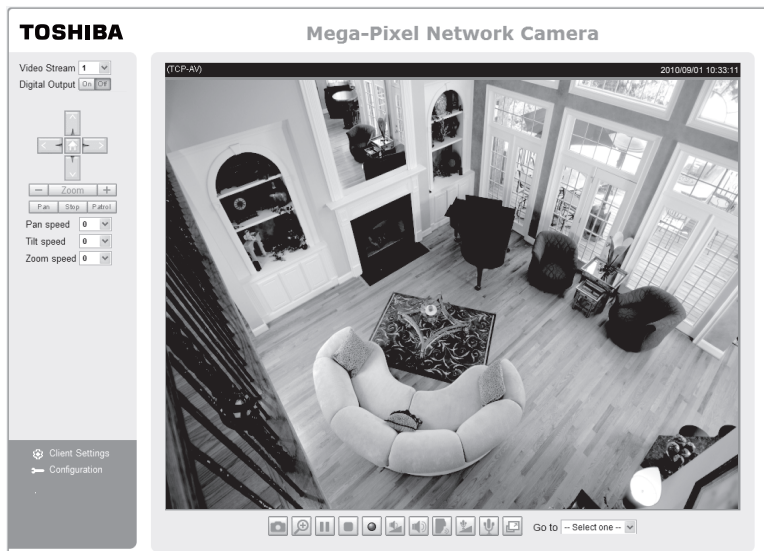 TOSHIBA
Mega-Pixel Network Camera
Video Stream 1
Digital Output On Off
(TCP-AV) 2010/09/01 10:33:11
− Zoom +
Pan Stop Patrol
Pan speed 0
Tilt speed 0
Zoom speed 0
Client Settings
Configuration
Go to -- Select one --